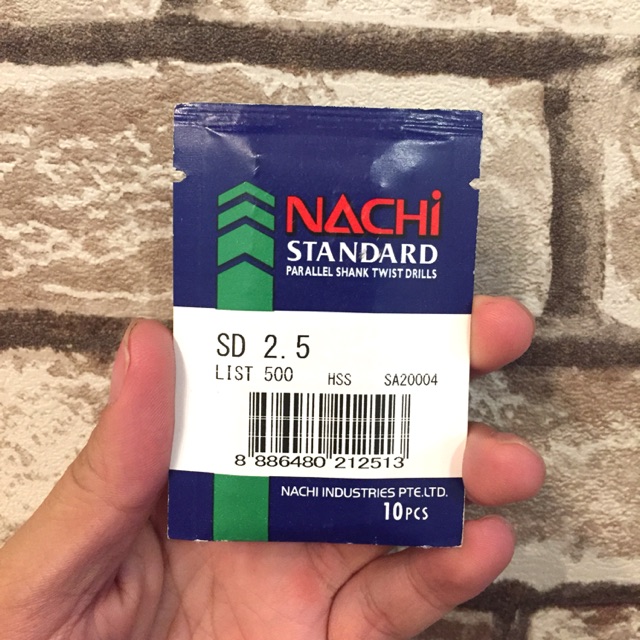 NACHi
STANDARD
PARALLEL SHANK TWIST DRILLS
SD 2.5
LIST 500 HSS SA20004
8 886480 212513
NACHI INDUSTRIES PTE.LTD.
10PCS